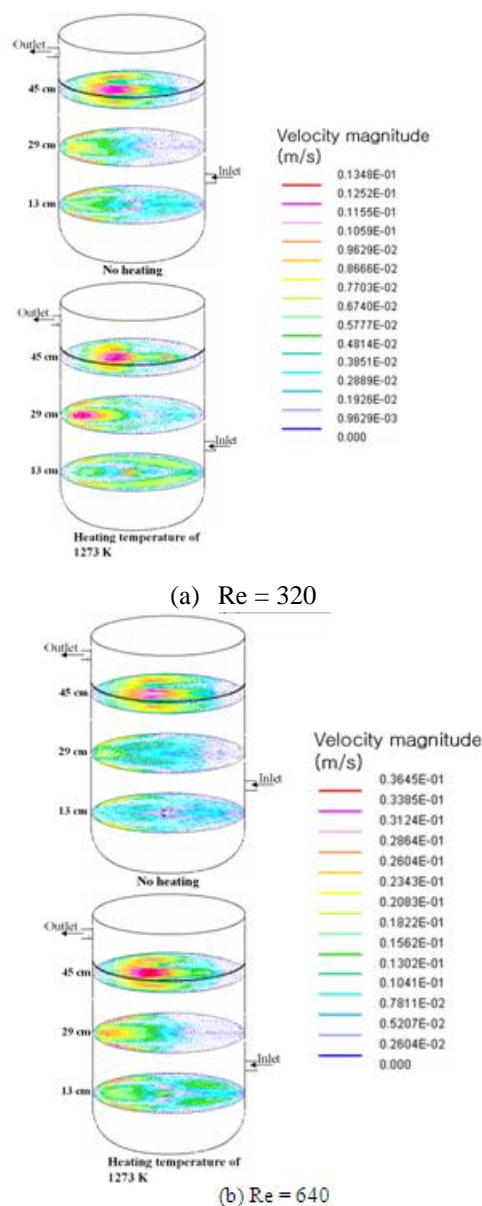 Outlet
45 cm
29 cm
Inlet
13 cm
No heating
Outlet
45 cm
29 cm
Inlet
13 cm
Heating temperature of
1273 K
Velocity magnitude
(m/s)
0.1348E-01
0.1252E-01
0.1155E-01
0.1059E-01
0.9629E-02
0.8666E-02
0.7703E-02
0.6740E-02
0.5777E-02
0.4814E-02
0.3851E-02
0.2889E-02
0.1926E-02
0.9629E-03
0.000
(a) Re = 320
Outlet
45 cm
29 cm
Inlet
13 cm
No heating
Outlet
45 cm
29 cm
Inlet
13 cm
Heating temperature of
1273 K
Velocity magnitude
(m/s)
0.3645E-01
0.3385E-01
0.3124E-01
0.2864E-01
0.2604E-01
0.2343E-01
0.2083E-01
0.1822E-01
0.1562E-01
0.1302E-01
0.1041E-01
0.7811E-02
0.5207E-02
0.2604E-02
0.000
(b) Re = 640